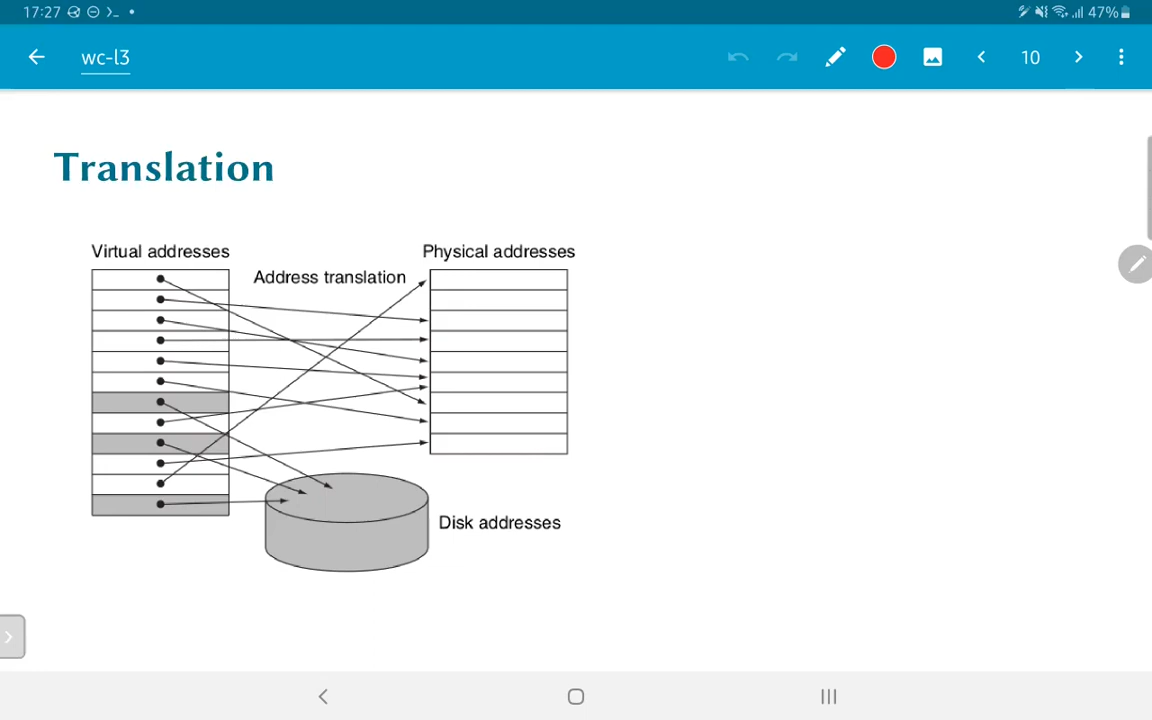 17:27 47%
wc-l3 10
Translation
Virtual addresses Physical addresses
Address translation
Disk addresses